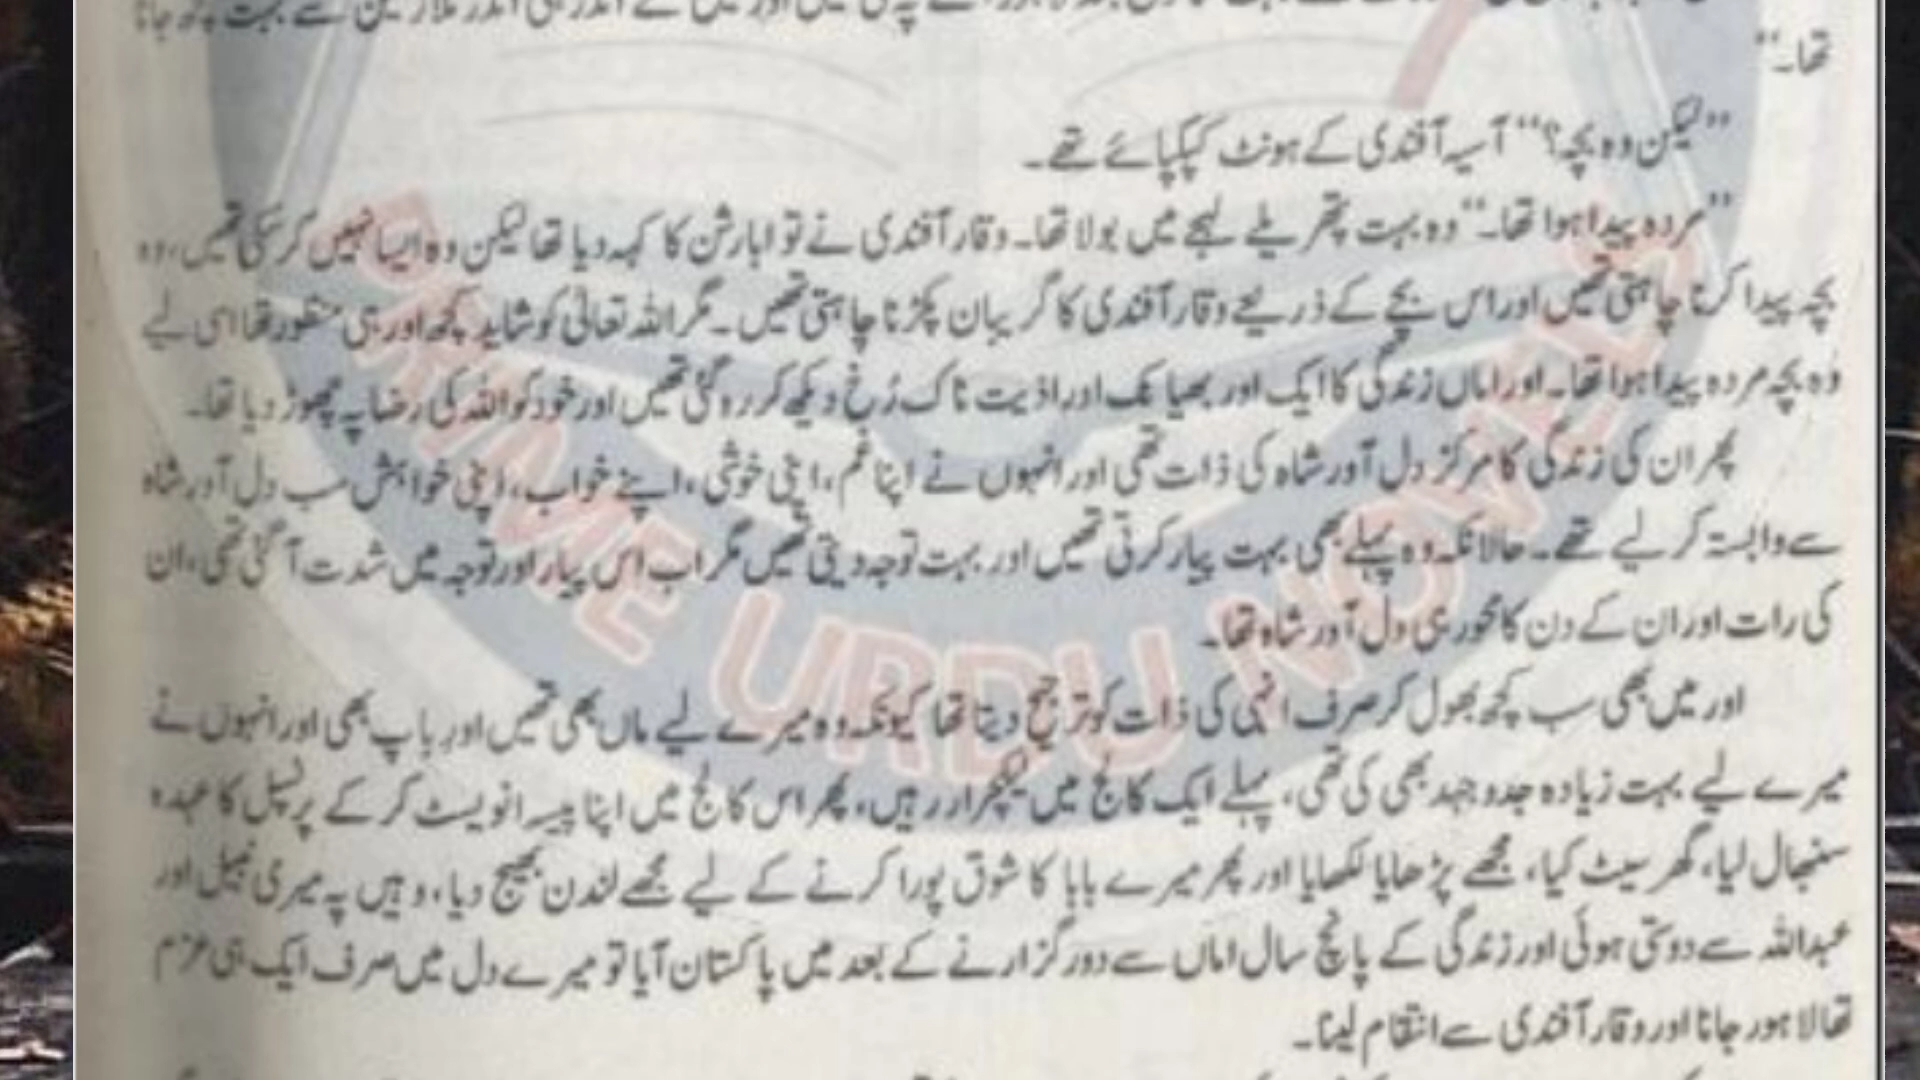 تھا۔‘‘
’’لیکن وہ بچہ؟‘‘ آسیہ آفندی کے ہونٹ کپکپائے تھے۔
’’مردہ پیدا ہوا تھا۔‘‘ وہ بہت پتھریلے لہجے میں بولا تھا۔ وقار آفندی نے تو ابارشن کا کہہ دیا تھا لیکن وہ ایسا نہیں کرسکی تھیں، وہ
بچہ پیدا کرنا چاہتی تھیں اور اس بچے کے ذریعے وقار آفندی کا گریبان پکڑنا چاہتی تھیں۔ مگر اللہ تعالیٰ کو شاید کچھ اور ہی منظور تھا اسی لیے
وہ بچہ مردہ پیدا ہوا تھا۔ اور اماں زندگی کا ایک اور بھیانک اور اذیت ناک رُخ دیکھ کر رہ گئی تھیں اور خود کو اللہ کی رضا پہ چھوڑ دیا تھا۔
پھر ان کی زندگی کا مرکز دل آور شاہ کی ذات تھی اور انہوں نے اپنا غم، اپنی خوشی، اپنے خواب، اپنی خواہش سب دل آور شاہ
سے وابستہ کر لیے تھے۔ حالانکہ وہ پہلے بھی بہت پیار کرتی تھیں اور بہت توجہ دیتی تھیں مگر اب اس پیار اور توجہ میں شدت آ گئی تھی، ان
کی رات اور ان کے دن کا محور ہی دل آور شاہ تھا۔
اور میں بھی سب کچھ بھول کر صرف انہی کی ذات کو ترجیح دیتا تھا کیونکہ وہ میرے لیے ماں بھی تھیں اور باپ بھی اور انہوں نے
میرے لیے بہت زیادہ جدوجہد بھی کی تھی، پہلے ایک کالج میں لیکچرار رہیں، پھر اس کالج میں اپنا پیسہ انویسٹ کر کے پرنسپل کا عہدہ
سنبھال لیا، گھر سیٹ کیا، مجھے پڑھایا لکھایا اور پھر میرے بابا کا شوق پورا کرنے کے لیے مجھے لندن بھیج دیا، وہیں پہ میری نبیل اور
عبداللہ سے دوستی ہوئی اور زندگی کے پانچ سال اماں سے دور گزارنے کے بعد میں پاکستان آیا تو میرے دل میں صرف ایک ہی عزم
تھا لاہور جانا اور وقار آفندی سے انتقام لینا۔
PRIME URDU NOVELS